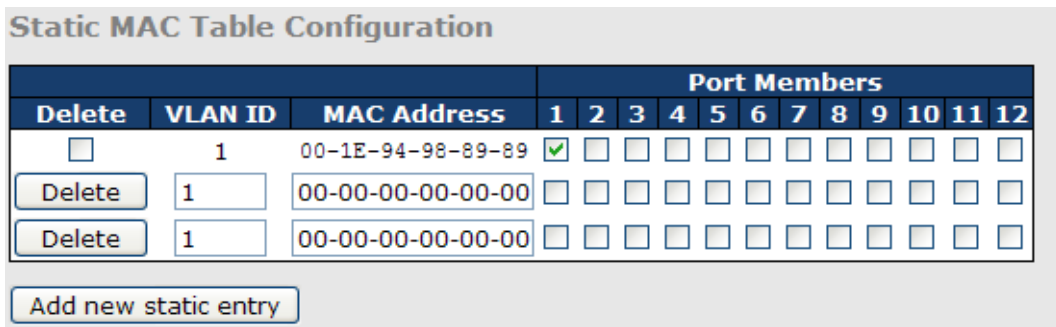 Static MAC Table Configuration
Port Members
Delete VLAN ID MAC Address 1 2 3 4 5 6 7 8 9 10 11 12
1 00-1E-94-98-89-89
Delete 1 00-00-00-00-00-00
Delete 1 00-00-00-00-00-00
Add new static entry